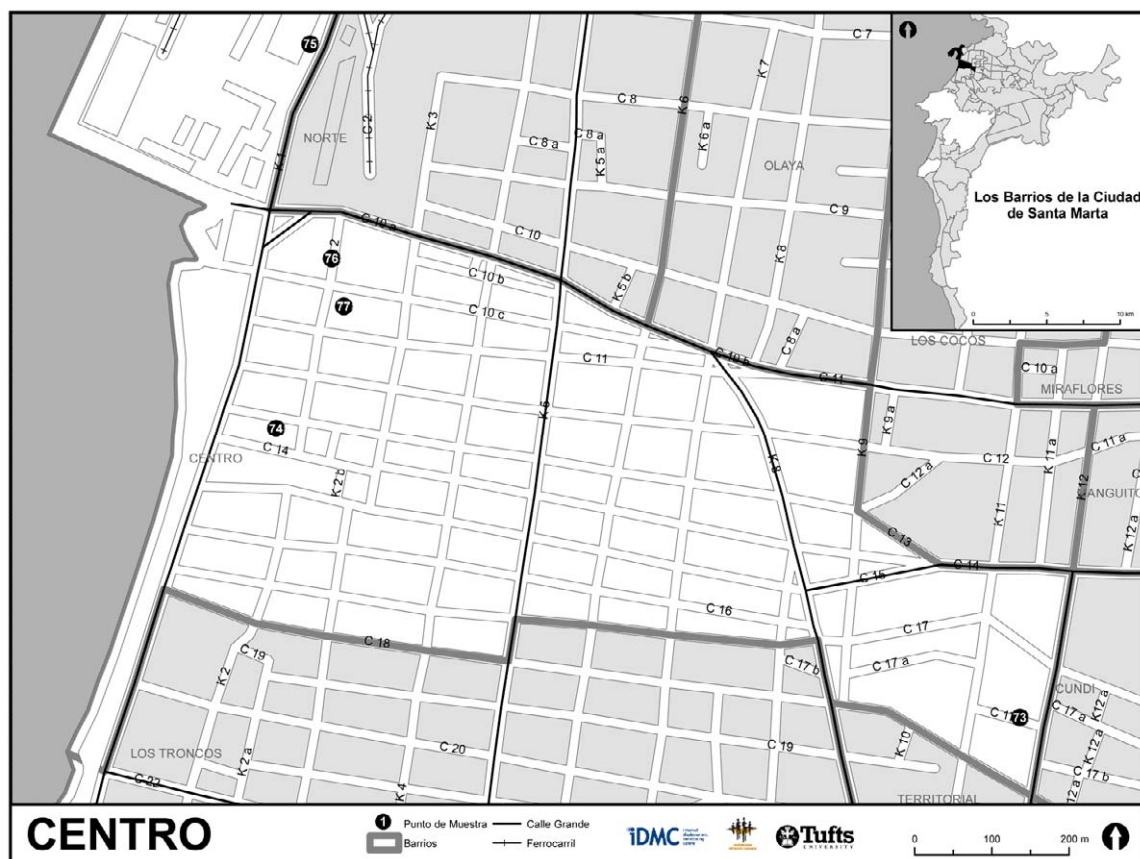 75
C 7
K 7
C 8
K 6
K 3
C 2
NORTE
K 1
C 8 a
C 8 a
K 5 a
K 6 a
OLAYA
C 9
C 10 a
C 10
K 8
2
76
C 10 b
K 5 b
77
C 10 c
C 8 a
Los Barrios de la Ciudad
de Santa Marta
0 5 10 km
LOS COCOS
C 11
C 10 b
C 11
C 10 a
MIRAFLORES
K 5
K 9 a
74
C 14
CENTRO
K 2 b
K 8
K 9
C 12
C 12 a
K 11 a
C 11 a
K 12
K 11
K 12 a
C 13
C 14
C 15
C 16
C 17
C 18
C 19
K 2
C 17 b
C 17 a
CUNDI
73
C 17 a
K 12 a
LOS TRONCOS
K 2 a
C 20
C 19
K 10
K 12 a
17 b
C 22
K 4
TERRITORIAL
12 a
CENTRO
1 Punto de Muestra
Calle Grande
Barrios
Ferrocarril
iDMC
Tufts
UNIVERSITY
0 100 200 m